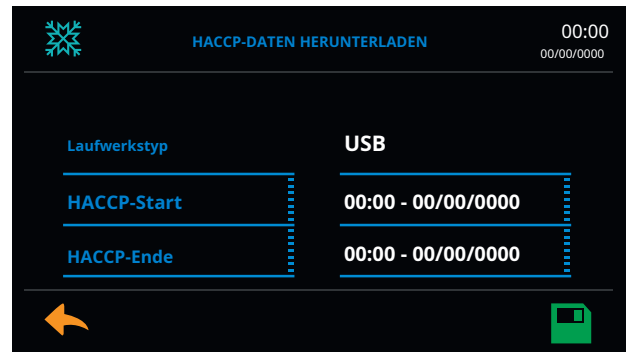 HACCP-DATEN HERUNTERLADEN
00:00
00/00/0000
Laufwerkstyp
USB
HACCP-Start
00:00 - 00/00/0000
HACCP-Ende
00:00 - 00/00/0000